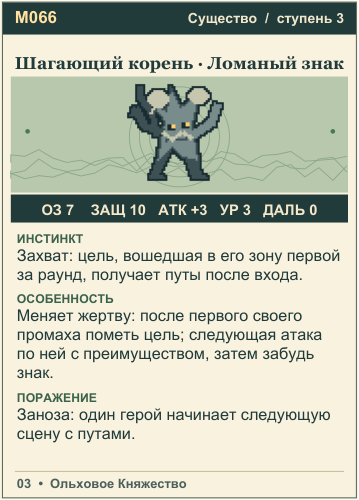 M066
Существо / ступень 3
Шагающий корень · Ломаный знак
ОЗ 7 ЗАЩ 10 АТК +3 УР 3 ДАЛЬ 0
ИНСТИНКТ
Захват: цель, вошедшая в его зону первой
за раунд, получает путы после входа.
ОСОБЕННОСТЬ
Меняет жертву: после первого своего
промаха пометь цель; следующая атака
по ней с преимуществом, затем забудь
знак.
ПОРАЖЕНИЕ
Заноза: один герой начинает следующую
сцену с путами.
03 • Ольховое Княжество